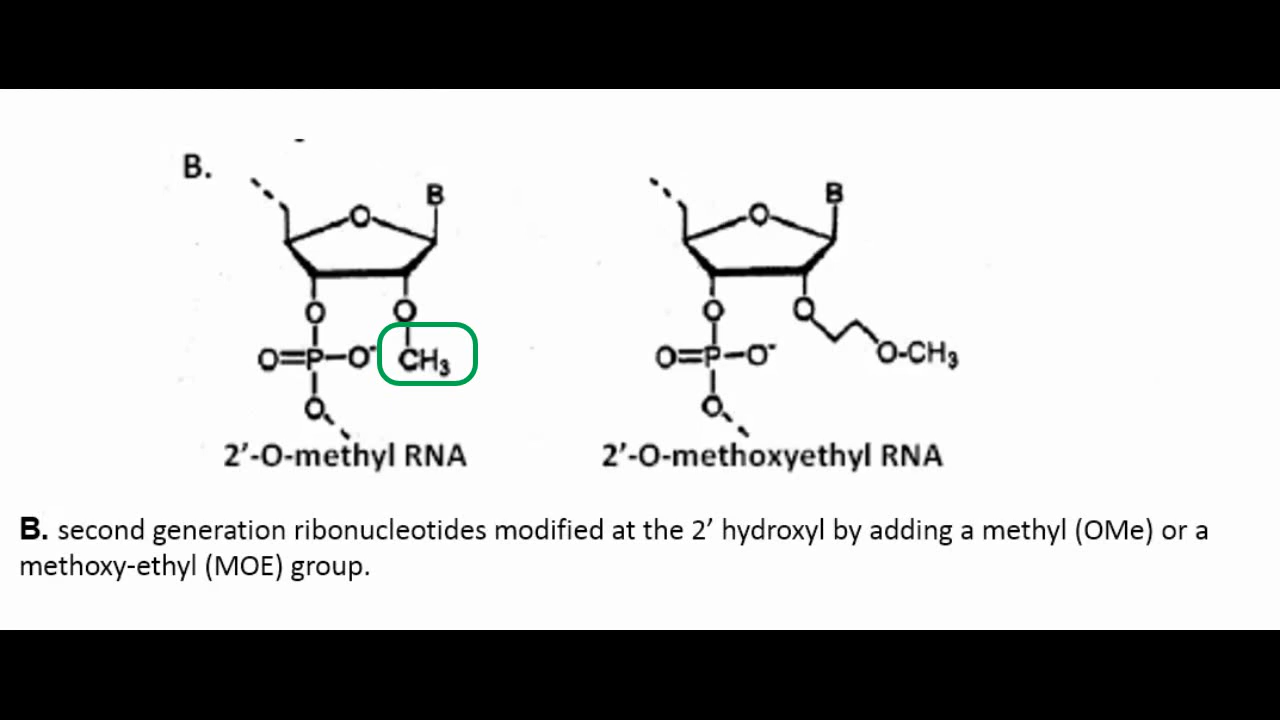 B.
B
B
O
O
O
O
O
O
O=P–O⁻
CH₃
O=P–O⁻
O-CH₃
O
O
2′-O-methyl RNA
2′-O-methoxyethyl RNA
B. second generation ribonucleotides modified at the 2′ hydroxyl by adding a methyl (OMe) or a
methoxy-ethyl (MOE) group.